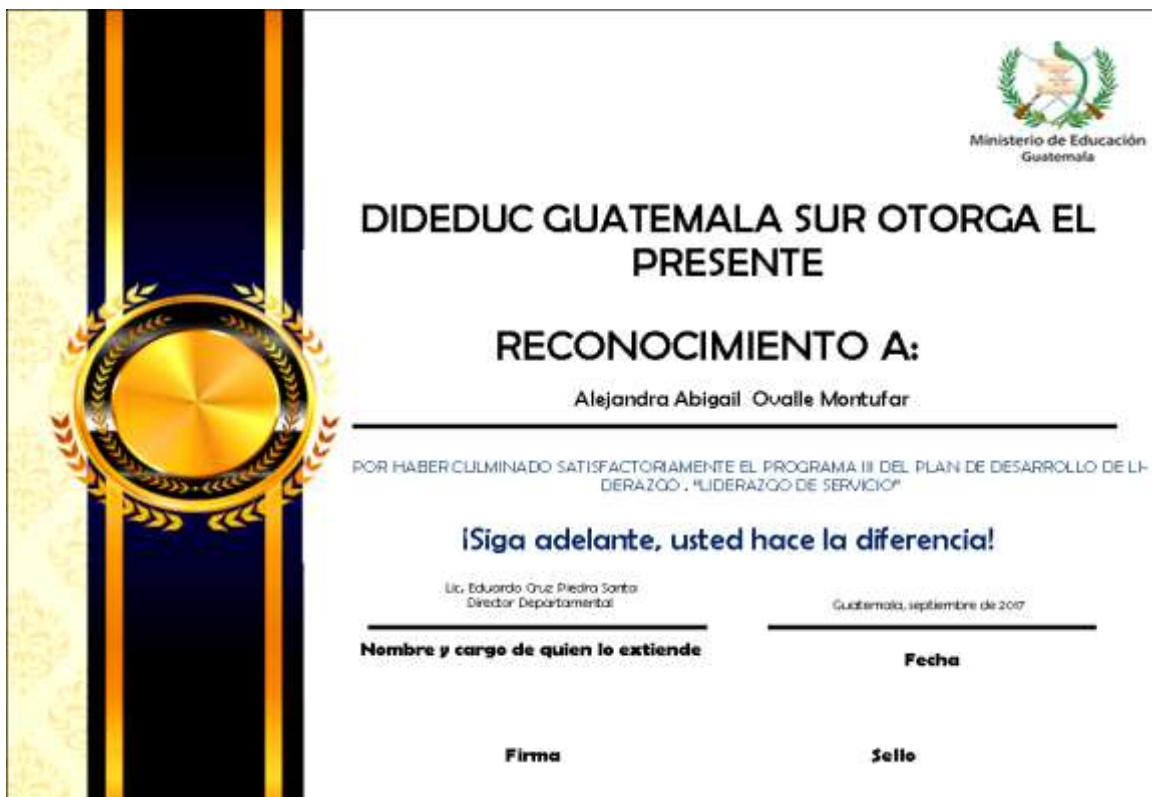 Ministerio de Educación
Guatemala
DIDEDUC GUATEMALA SUR OTORGA EL
PRESENTE
RECONOCIMIENTO A:
Alejandra Abigail Ovalle Montufar
POR HABER CULMINADO SATISFACTORIAMENTE EL PROGRAMA III DEL PLAN DE DESARROLLO DE LI-
DERAZGO . "LIDERAZGO DE SERVICIO"
¡Siga adelante, usted hace la diferencia!
Lic. Eduardo Cruz Piedra Santa
Director Departamental
Guatemala, septiembre de 2017
Nombre y cargo de quien lo extiende
Fecha
Firma
Sello